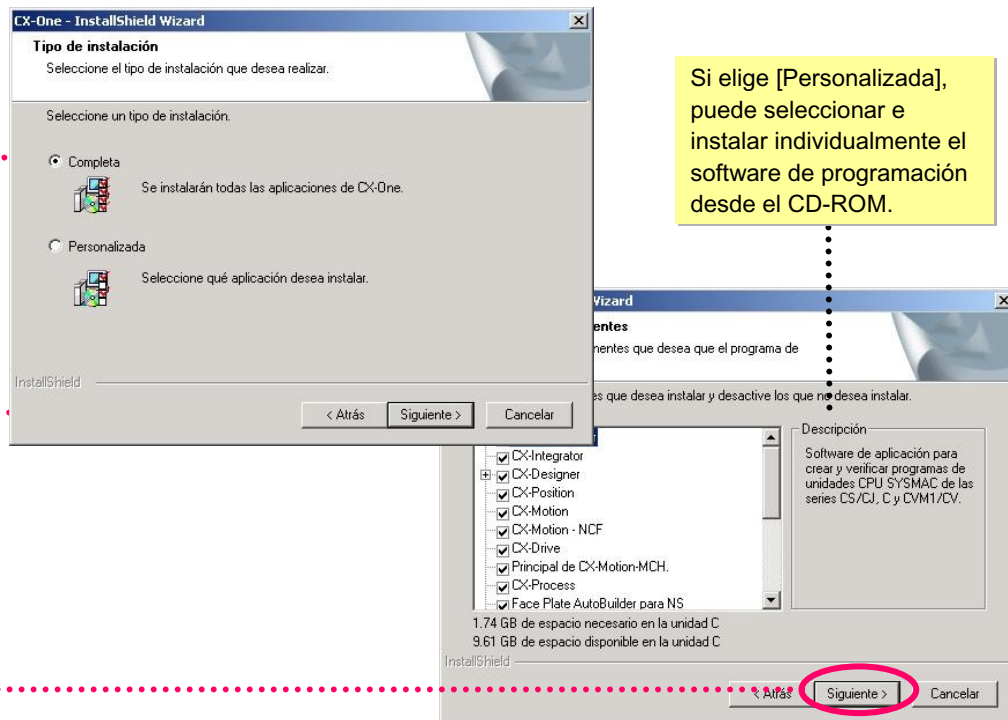 CX-One - InstallShield Wizard
Tipo de instalación
Seleccione el tipo de instalación que desea realizar.
Seleccione un tipo de instalación.
Completa
Se instalarán todas las aplicaciones de CX-One.
Personalizada
Seleccione qué aplicación desea instalar.
InstallShield
< Atrás
Siguiente >
Cancelar
Si elige [Personalizada],
puede seleccionar e
instalar individualmente el
software de programación
desde el CD-ROM.
Wizard
entes
nentes que desea que el programa de
es que desea instalar y desactive los que no desea instalar.
CX-Integrator
CX-Designer
CX-Position
CX-Motion
CX-Motion - NCF
CX-Drive
Principal de CX-Motion-MCH.
CX-Process
Face Plate AutoBuilder para NS
Descripción
Software de aplicación para
crear y verificar programas de
unidades CPU SYSMAC de las
series CS/CJ, C y CVM1/CV.
1.74 GB de espacio necesario en la unidad C
9.61 GB de espacio disponible en la unidad C
InstallShield
< Atrás
Siguiente >
Cancelar